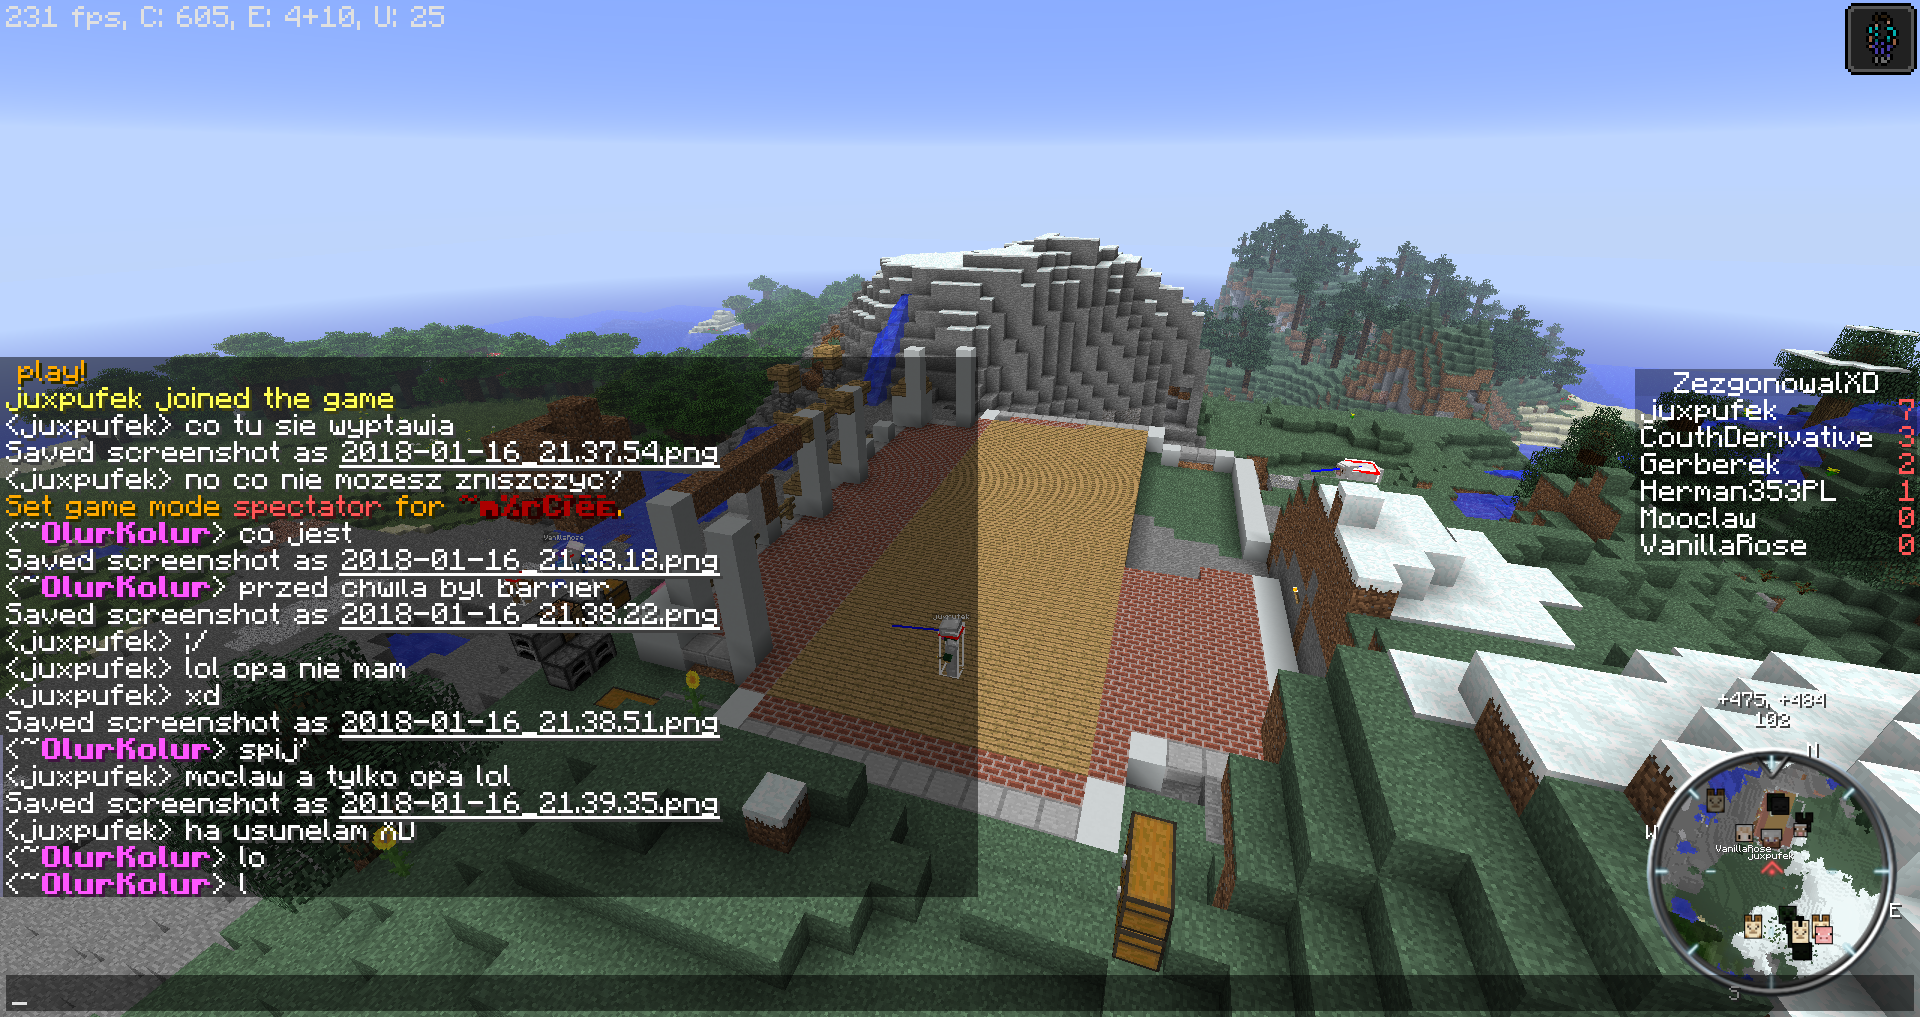 231 fps, C: 605, E: 4+10, U: 25
play!
juxpufek joined the game
<juxpufek> co tu sie wyptawia
Saved screenshot as 2018-01-16_21.37.54.png
<juxpufek> no co nie mozesz zniszczyc?
Set game mode spectator for
<~OlurKolur> co jest
Saved screenshot as 2018-01-16_21.38.18.png
<~OlurKolur> przed chwila byl barrier
Saved screenshot as 2018-01-16_21.38.22.png
<juxpufek> ;/
<juxpufek> lol opa nie mam
<juxpufek> xd
Saved screenshot as 2018-01-16_21.38.51.png
<~OlurKolur> spij'
<juxpufek> moclaw a tylko opa lol
Saved screenshot as 2018-01-16_21.39.35.png
<juxpufek> ha usunelam XD
<~OlurKolur> lo
<~OlurKolur> l
_
VanillaRose
juxpufek
ZezgonowalXD
juxpufek 7
CouthDerivative 3
Gerberek 2
Herman353PL 1
Mooclaw 0
VanillaRose 0
+475, +484
102
N
W
VanillaRose
juxpufek
E
S